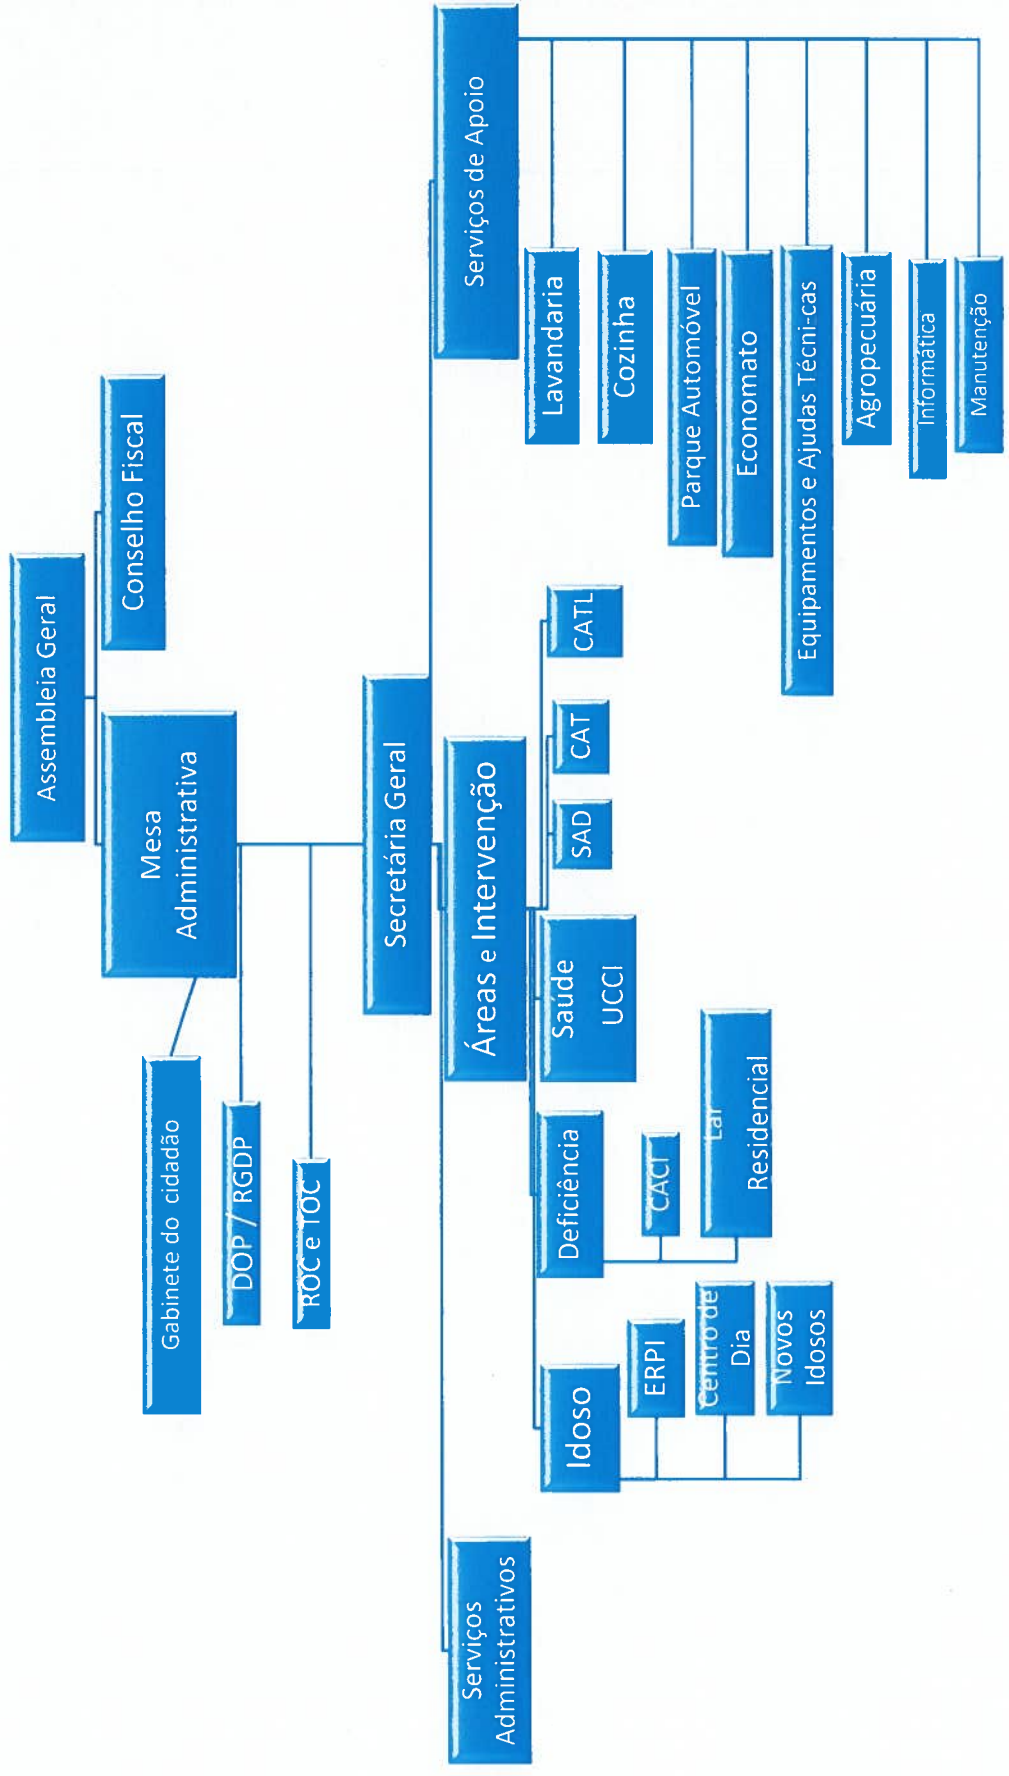 Assembleia Geral
Mesa
Administrativa
Conselho Fiscal
Gabinete do cidadão
DOP / RGDP
ROC e TOC
Secretária Geral
Serviços
Administrativos
Áreas e Intervenção
Serviços de Apoio
Idoso
ERPI
Centro de
Dia
Novos
Idosos
Deficiência
CACI
Lar
Residencial
Saúde
UCCI
SAD
CAT
CATL
Lavandaria
Cozinha
Parque Automóvel
Economato
Equipamentos e Ajudas Técni-cas
Agropecuária
Informática
Manutenção